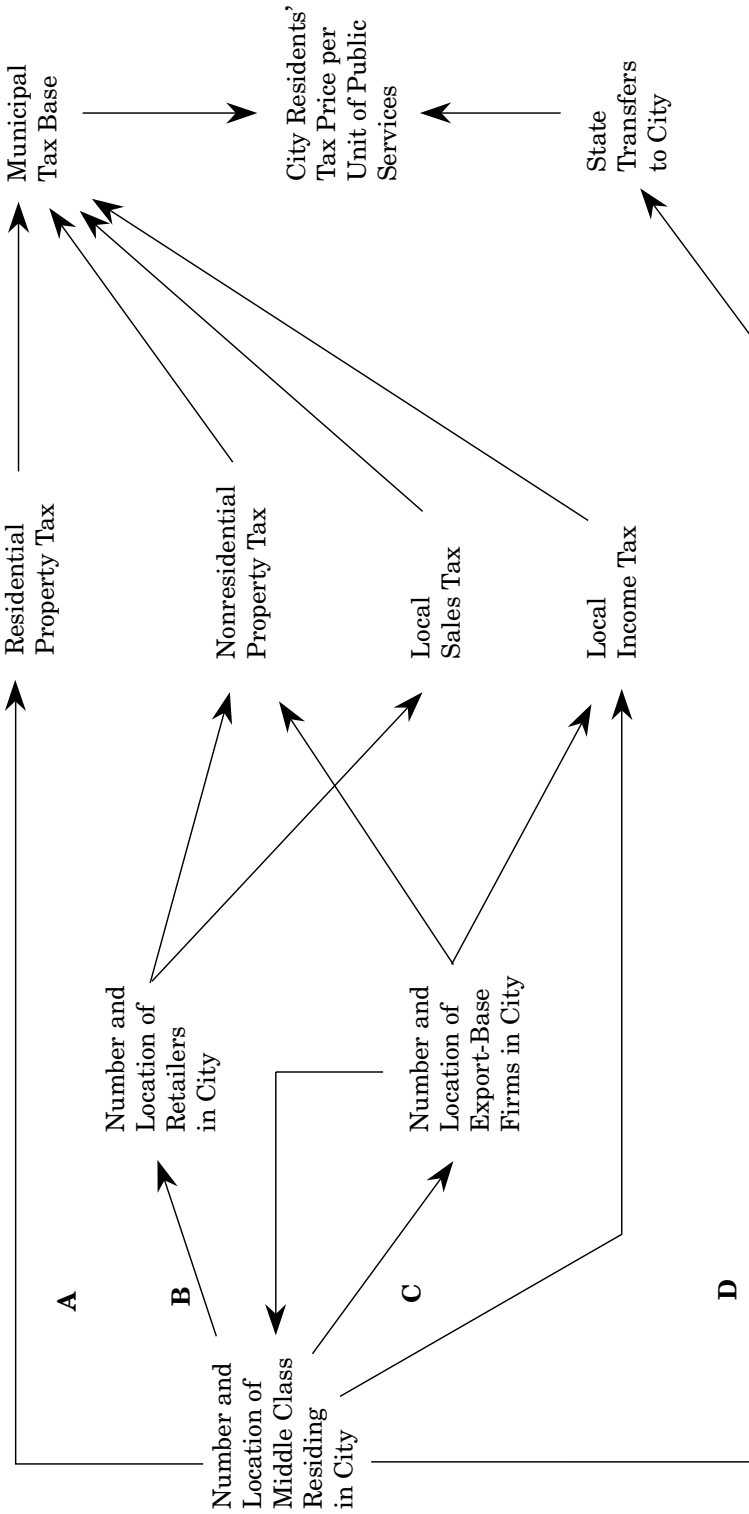 Number and
Location of
Middle Class
Residing
in City
A
B
C
D
Number and
Location of
Retailers
in City
Number and
Location of
Export-Base
Firms in City
Residential
Property Tax
Nonresidential
Property Tax
Local
Sales Tax
Local
Income Tax
Municipal
Tax Base
City Residents'
Tax Price per
Unit of Public
Services
State
Transfers
to City